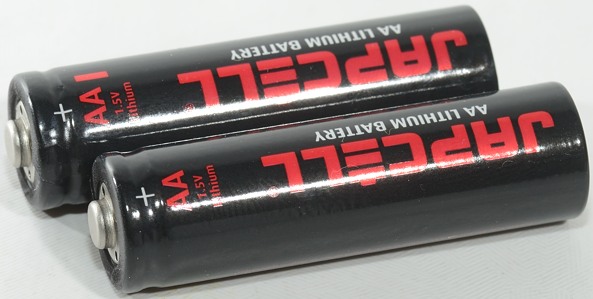 AA LITHIUM BATTERY
JAPCELL
+
AA
1.5V
lithium
AA LITHIUM BATTERY
JAPCELL
+
AA
1.5V
lithium